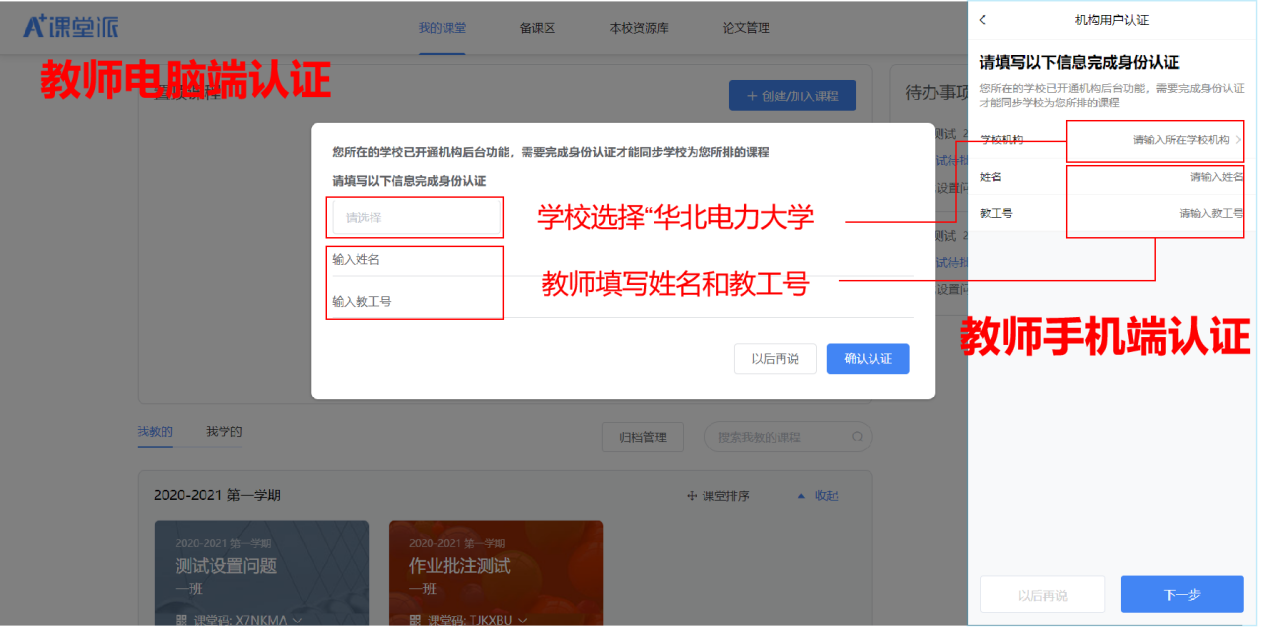 A+课堂派
我的课堂
备课区
本校资源库
论文管理
教师电脑端认证
+ 创建/加入课程
待办事项
您所在的学校已开通机构后台功能，需要完成身份认证才能同步学校为您所排的课程
请填写以下信息完成身份认证
请选择
学校选择“华北电力大学
输入姓名
教师填写姓名和教工号
输入教工号
以后再说
确认认证
我教的
我学的
归档管理
搜索我教的课程
2020-2021 第一学期
课堂排序
收起
2020-2021 第一学期
测试设置问题
一班
课堂码: X7NKMA
2020-2021 第一学期
作业批注测试
一班
课堂码: TJKXBU
机构用户认证
请填写以下信息完成身份认证
您所在的学校已开通机构后台功能，需要完成身份认证
才能同步学校为您所排的课程
学校机构
请输入所在学校机构
姓名
请输入姓名
教工号
请输入教工号
教师手机端认证
以后再说
下一步